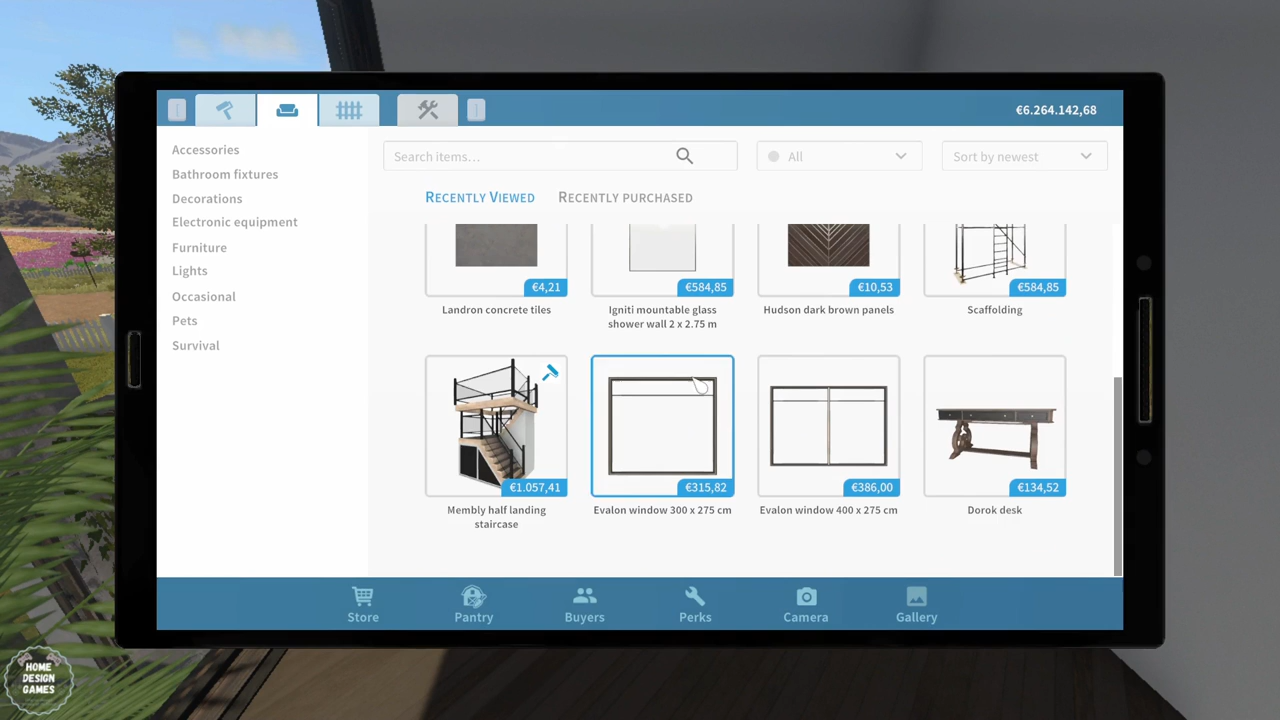 €6.264.142,68
Accessories
Bathroom fixtures
Decorations
Electronic equipment
Furniture
Lights
Occasional
Pets
Survival
Search items...
All
Sort by newest
RECENTLY VIEWED
RECENTLY PURCHASED
€4,21
Landron concrete tiles
€584,85
Igniti mountable glass
shower wall 2 x 2.75 m
€10,53
Hudson dark brown panels
€584,85
Scaffolding
€1.057,41
Membly half landing
staircase
€315,82
Evalon window 300 x 275 cm
€386,00
Evalon window 400 x 275 cm
€134,52
Dorok desk
Store
Pantry
Buyers
Perks
Camera
Gallery
HOME
DESIGN
GAMES